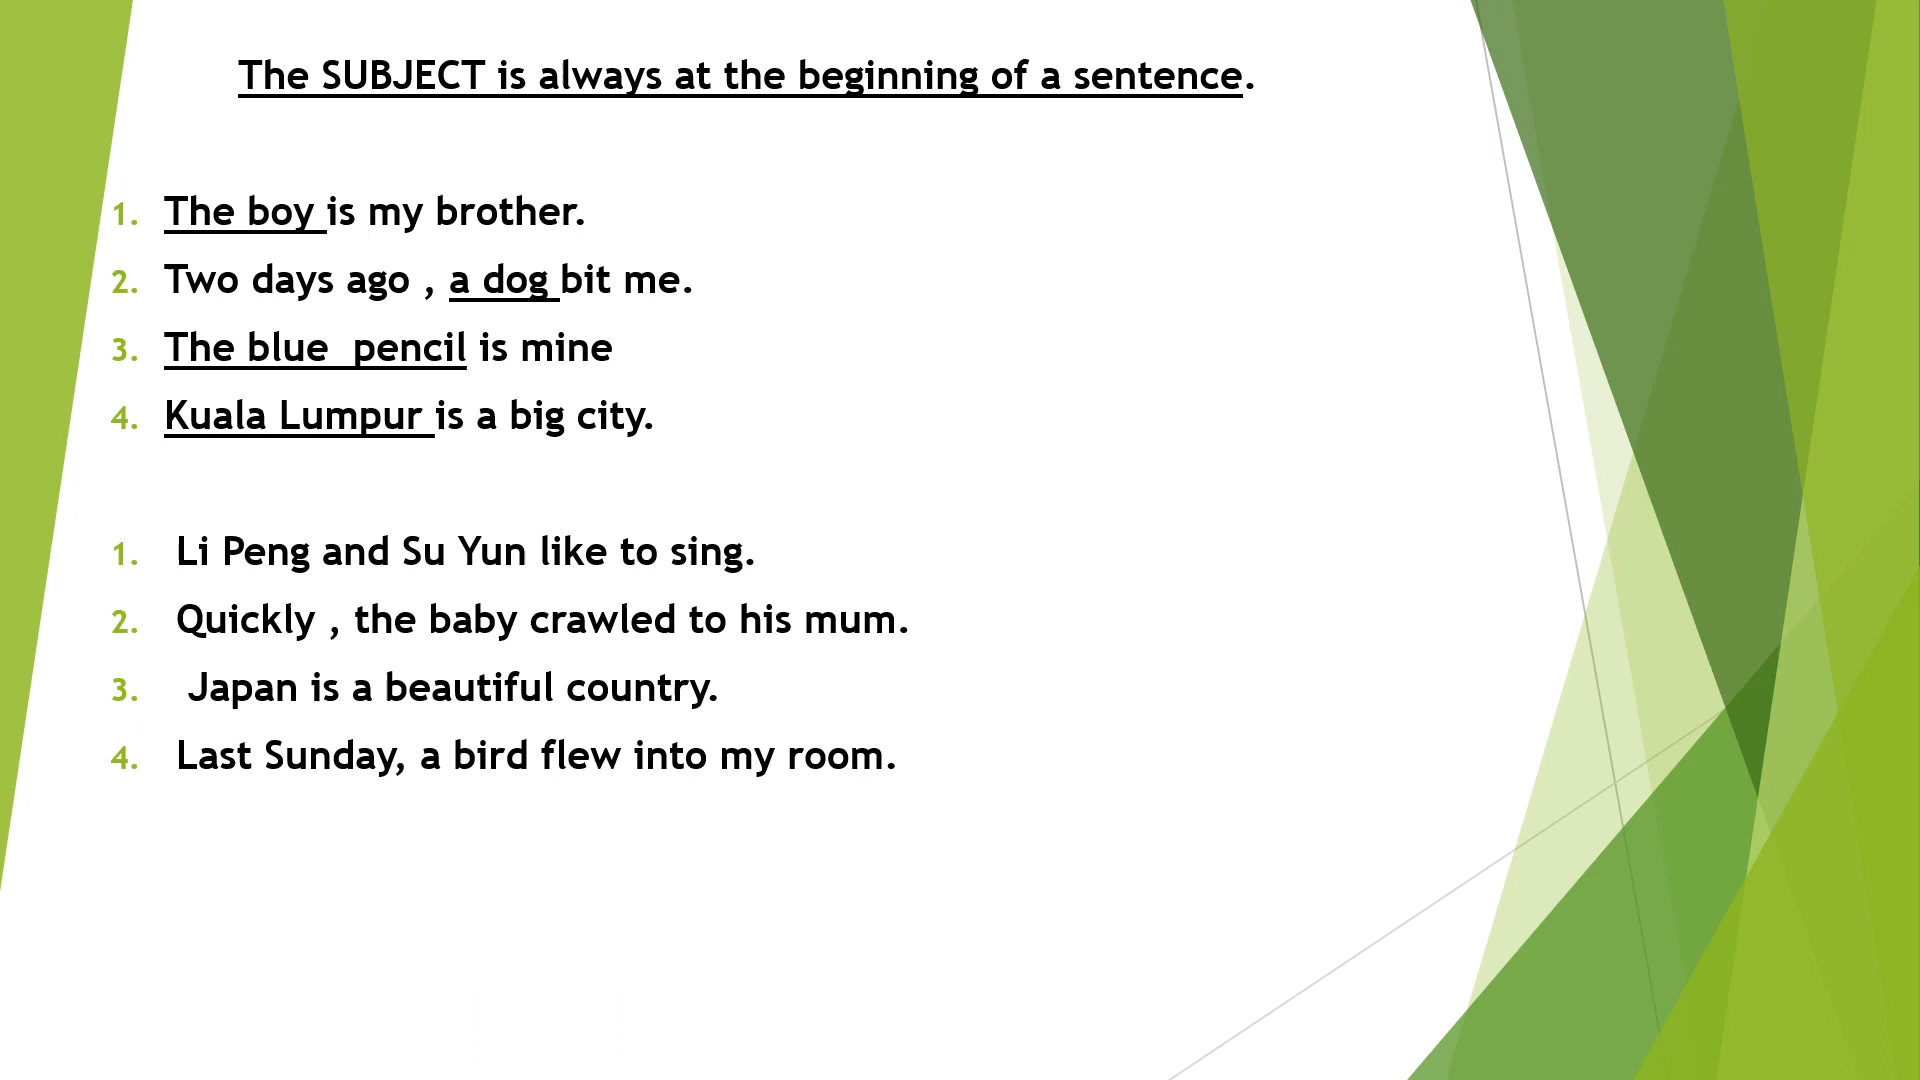 The SUBJECT is always at the beginning of a sentence.
1. The boy is my brother.
2. Two days ago , a dog bit me.
3. The blue  pencil is mine
4. Kuala Lumpur is a big city.
1. Li Peng and Su Yun like to sing.
2. Quickly , the baby crawled to his mum.
3. Japan is a beautiful country.
4. Last Sunday, a bird flew into my room.